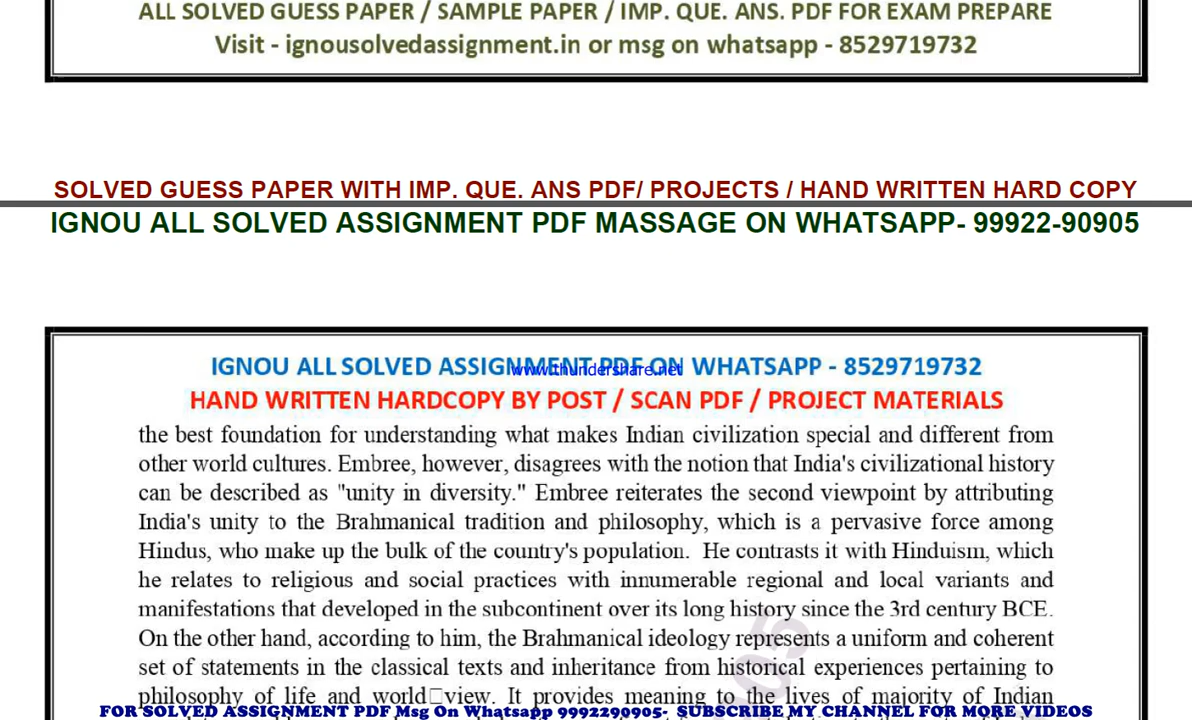 ALL SOLVED GUESS PAPER / SAMPLE PAPER / IMP. QUE. ANS. PDF FOR EXAM PREPARE
Visit - ignousolvedassignment.in or msg on whatsapp - 8529719732
SOLVED GUESS PAPER WITH IMP. QUE. ANS PDF/ PROJECTS / HAND WRITTEN HARD COPY
IGNOU ALL SOLVED ASSIGNMENT PDF MASSAGE ON WHATSAPP- 99922-90905
IGNOU ALL SOLVED ASSIGNMENT PDF ON WHATSAPP - 8529719732
www.thundershare.net
HAND WRITTEN HARDCOPY BY POST / SCAN PDF / PROJECT MATERIALS
the best foundation for understanding what makes Indian civilization special and different from
other world cultures. Embree, however, disagrees with the notion that India's civilizational history
can be described as "unity in diversity." Embree reiterates the second viewpoint by attributing
India's unity to the Brahmanical tradition and philosophy, which is a pervasive force among
Hindus, who make up the bulk of the country's population. He contrasts it with Hinduism, which
he relates to religious and social practices with innumerable regional and local variants and
manifestations that developed in the subcontinent over its long history since the 3rd century BCE.
On the other hand, according to him, the Brahmanical ideology represents a uniform and coherent
set of statements in the classical texts and inheritance from historical experiences pertaining to
philosophy of life and world□view. It provides meaning to the lives of majority of Indian
FOR SOLVED ASSIGNMENT PDF Msg On Whatsapp 9992290905- SUBSCRIBE MY CHANNEL FOR MORE VIDEOS